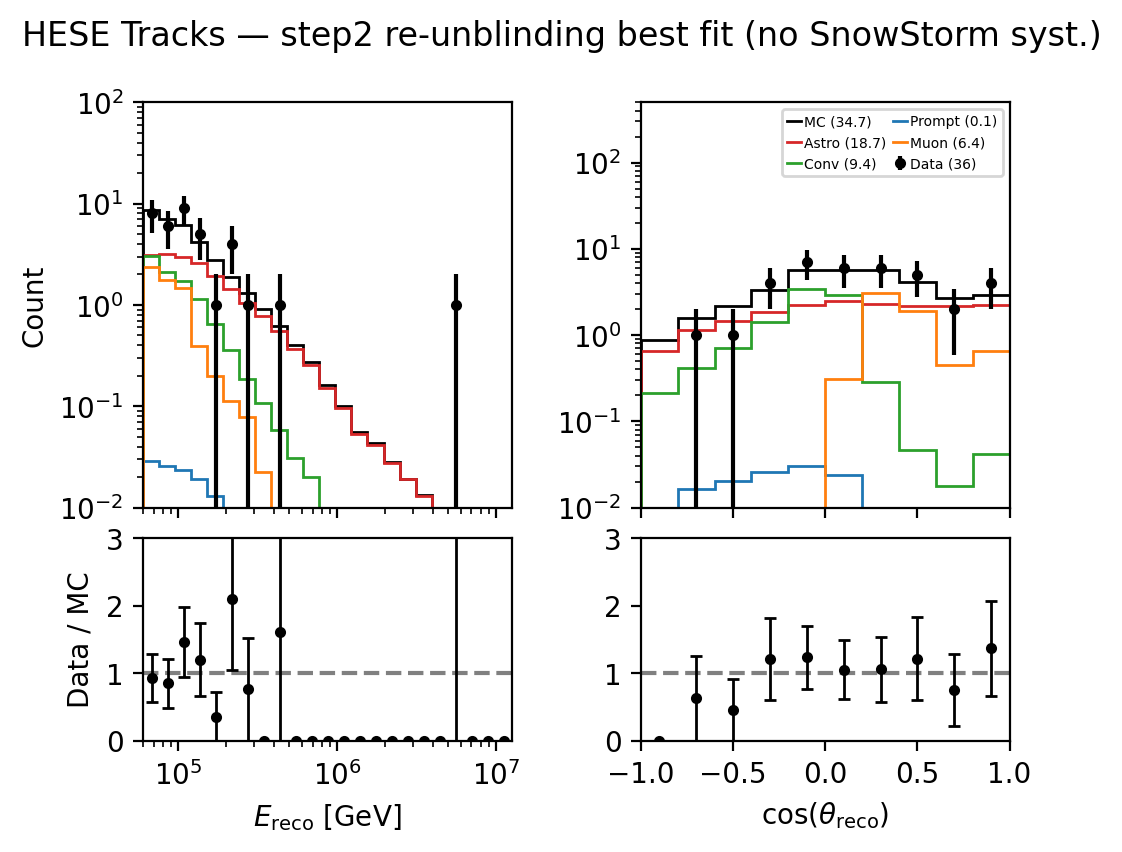 HESE Tracks — step2 re-unblinding best fit (no SnowStorm syst.)
Count
10²
10¹
10⁰
10⁻¹
10⁻²
10²
10¹
10⁰
10⁻¹
10⁻²
MC (34.7)
Astro (18.7)
Conv (9.4)
Prompt (0.1)
Muon (6.4)
Data (36)
Data / MC
3
2
1
0
10⁵
10⁶
10⁷
E_reco [GeV]
3
2
1
0
−1.0
−0.5
0.0
0.5
1.0
cos(θ_reco)